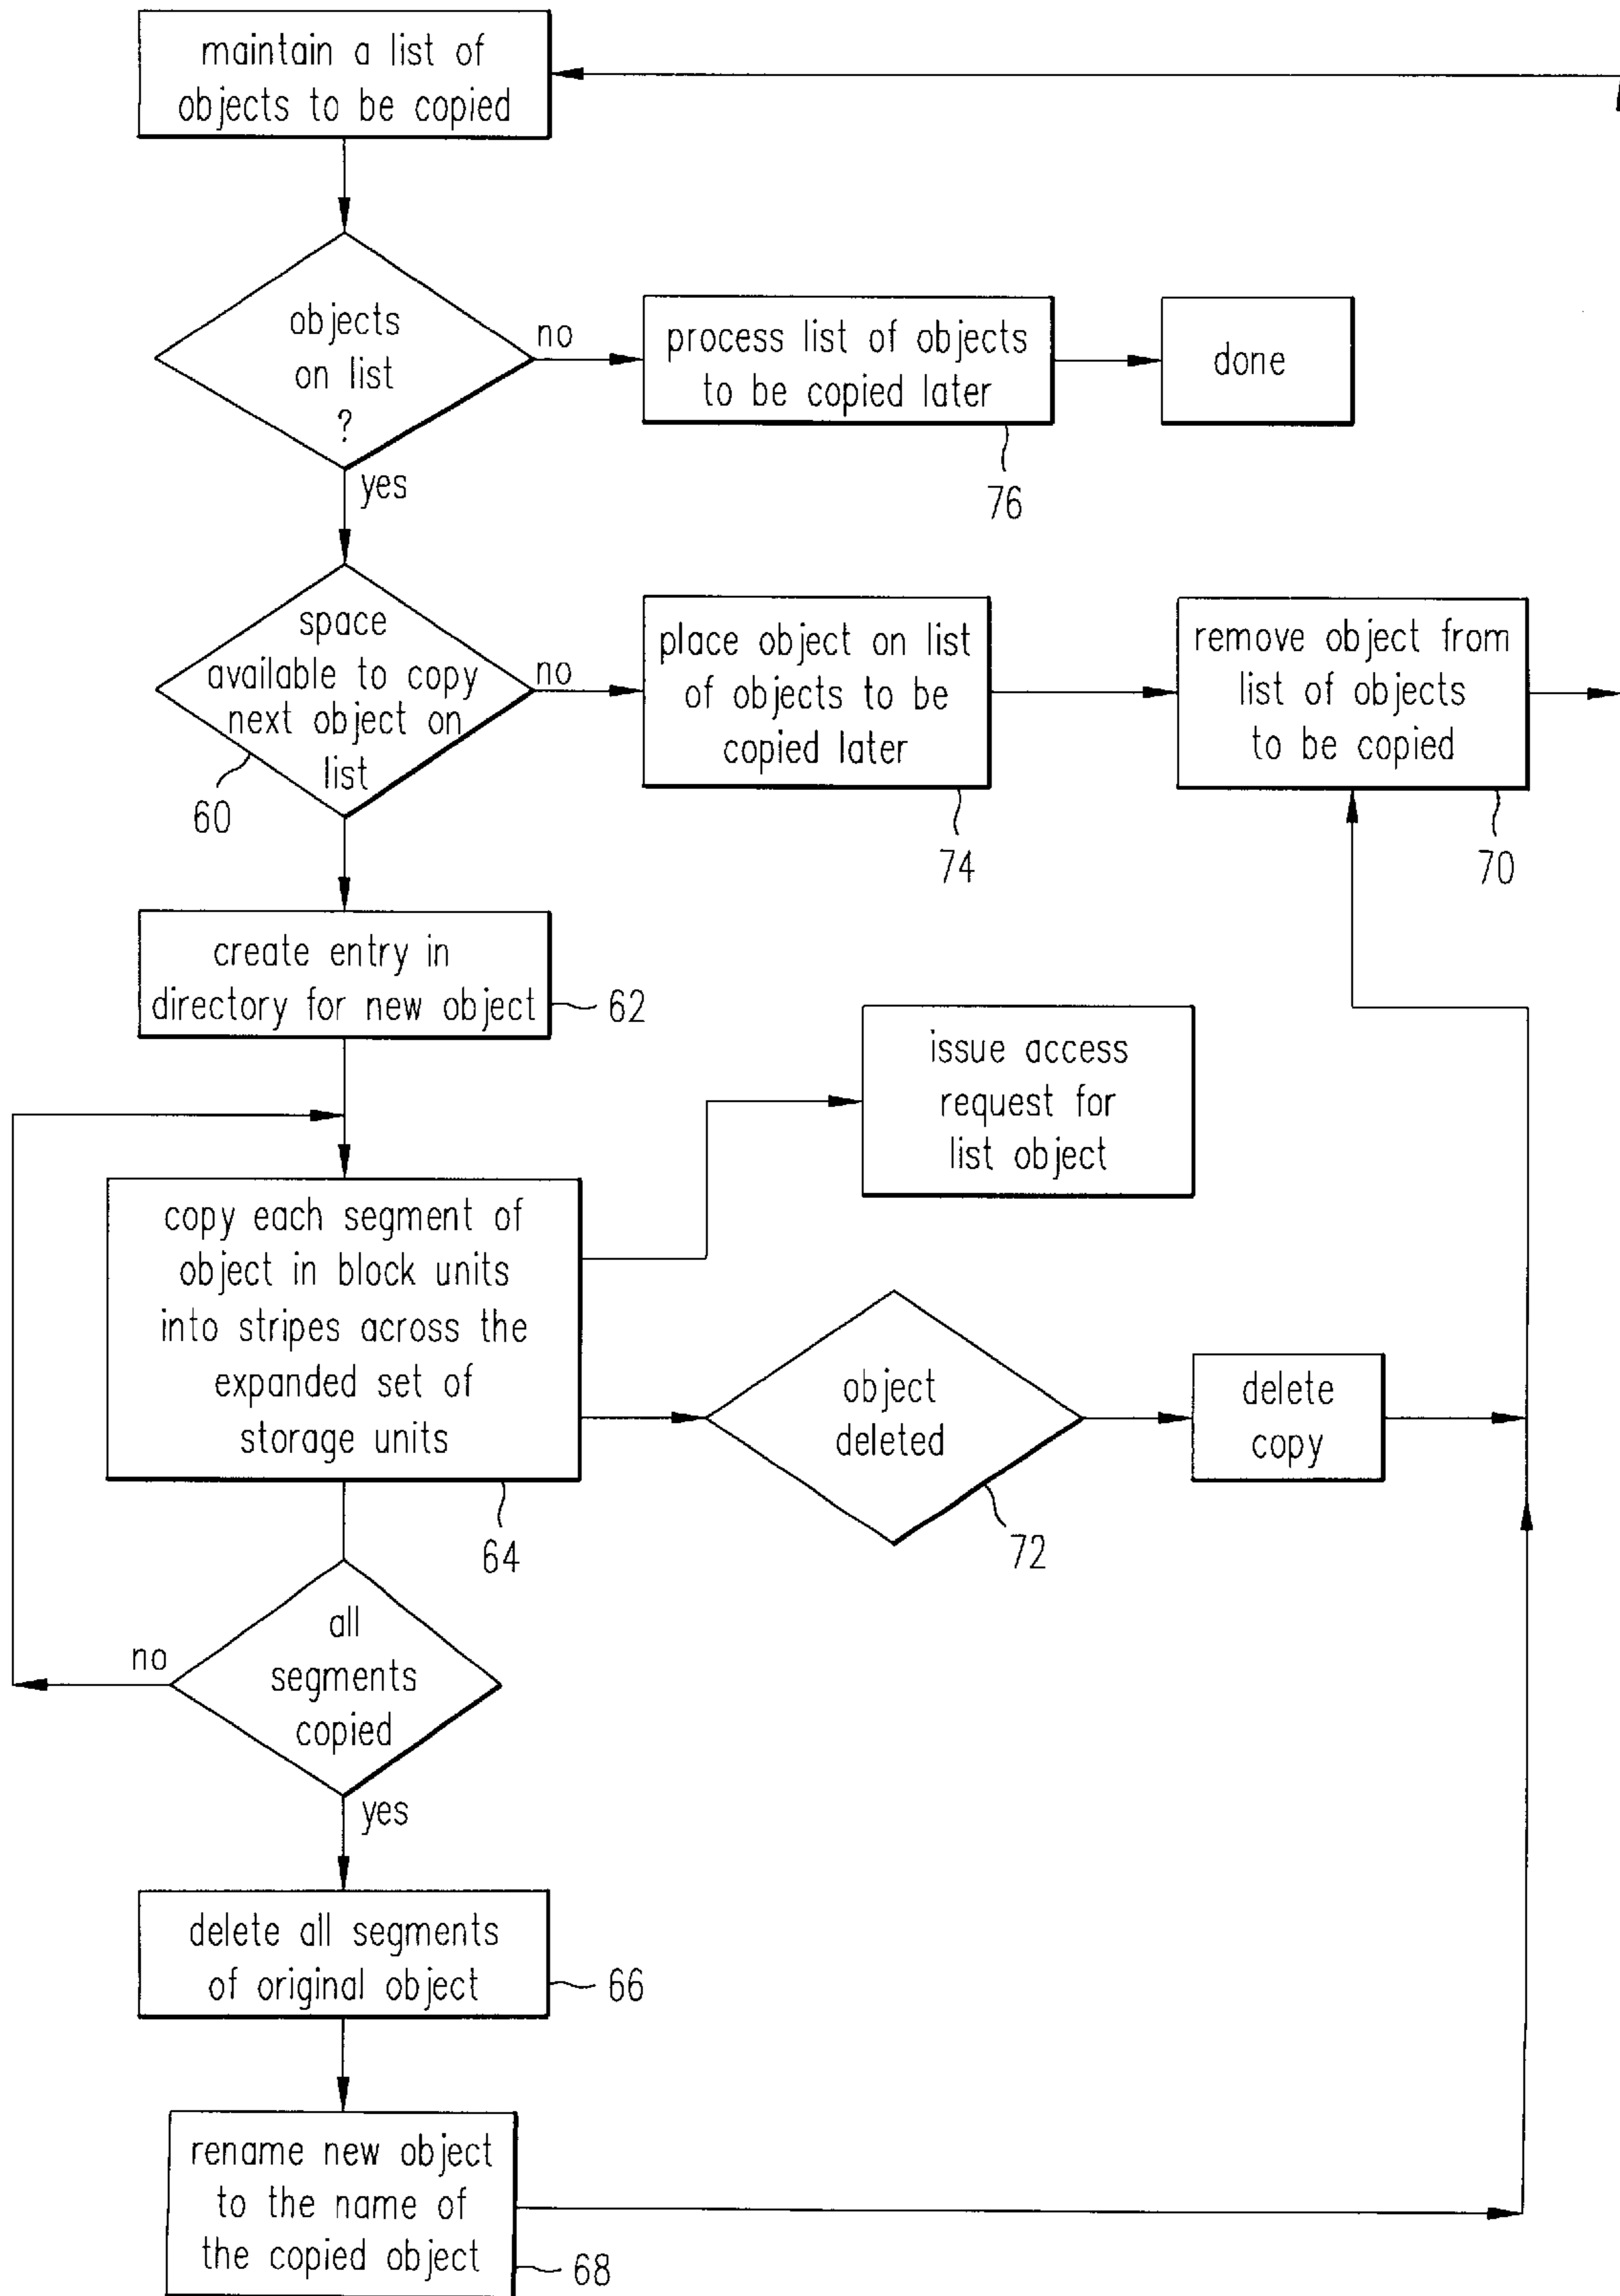 maintain a list of
objects to be copied
objects
on list
?
no
process list of objects
to be copied later
76
done
yes
space
available to copy
next object on
list
60
no
place object on list
of objects to be
copied later
74
remove object from
list of objects
to be copied
70
create entry in
directory for new object
62
issue access
request for
list object
copy each segment of
object in block units
into stripes across the
expanded set of
storage units
64
object
deleted
72
delete
copy
all
segments
copied
no
yes
delete all segments
of original object
66
rename new object
to the name of
the copied object
68